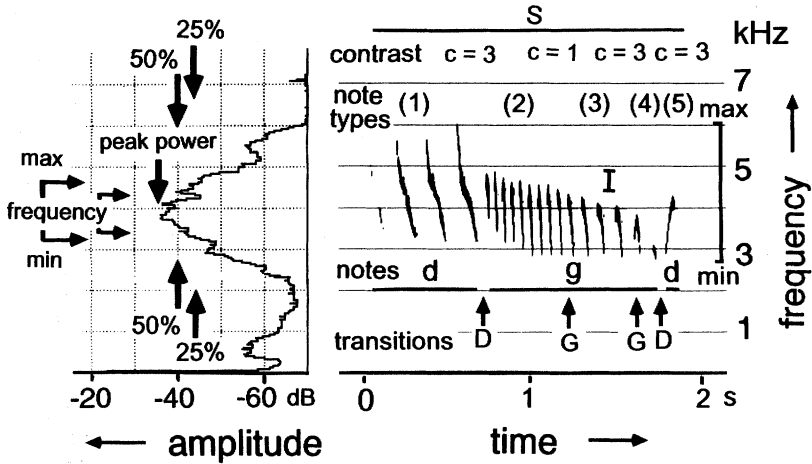 25%
50%
peak power
max
frequency
min
50%
25%
-20 -40 -60 dB
amplitude
S
contrast c = 3 c = 1 c = 3 c = 3
kHz
7
note types (1) (2) (3) (4) (5) max
5
I
3
notes d g d min
1
transitions D G G D
0 1 2 s
time
frequency